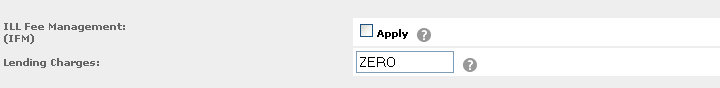 ILL Fee Management:
(IFM)
Apply ?
Lending Charges:
ZERO ?